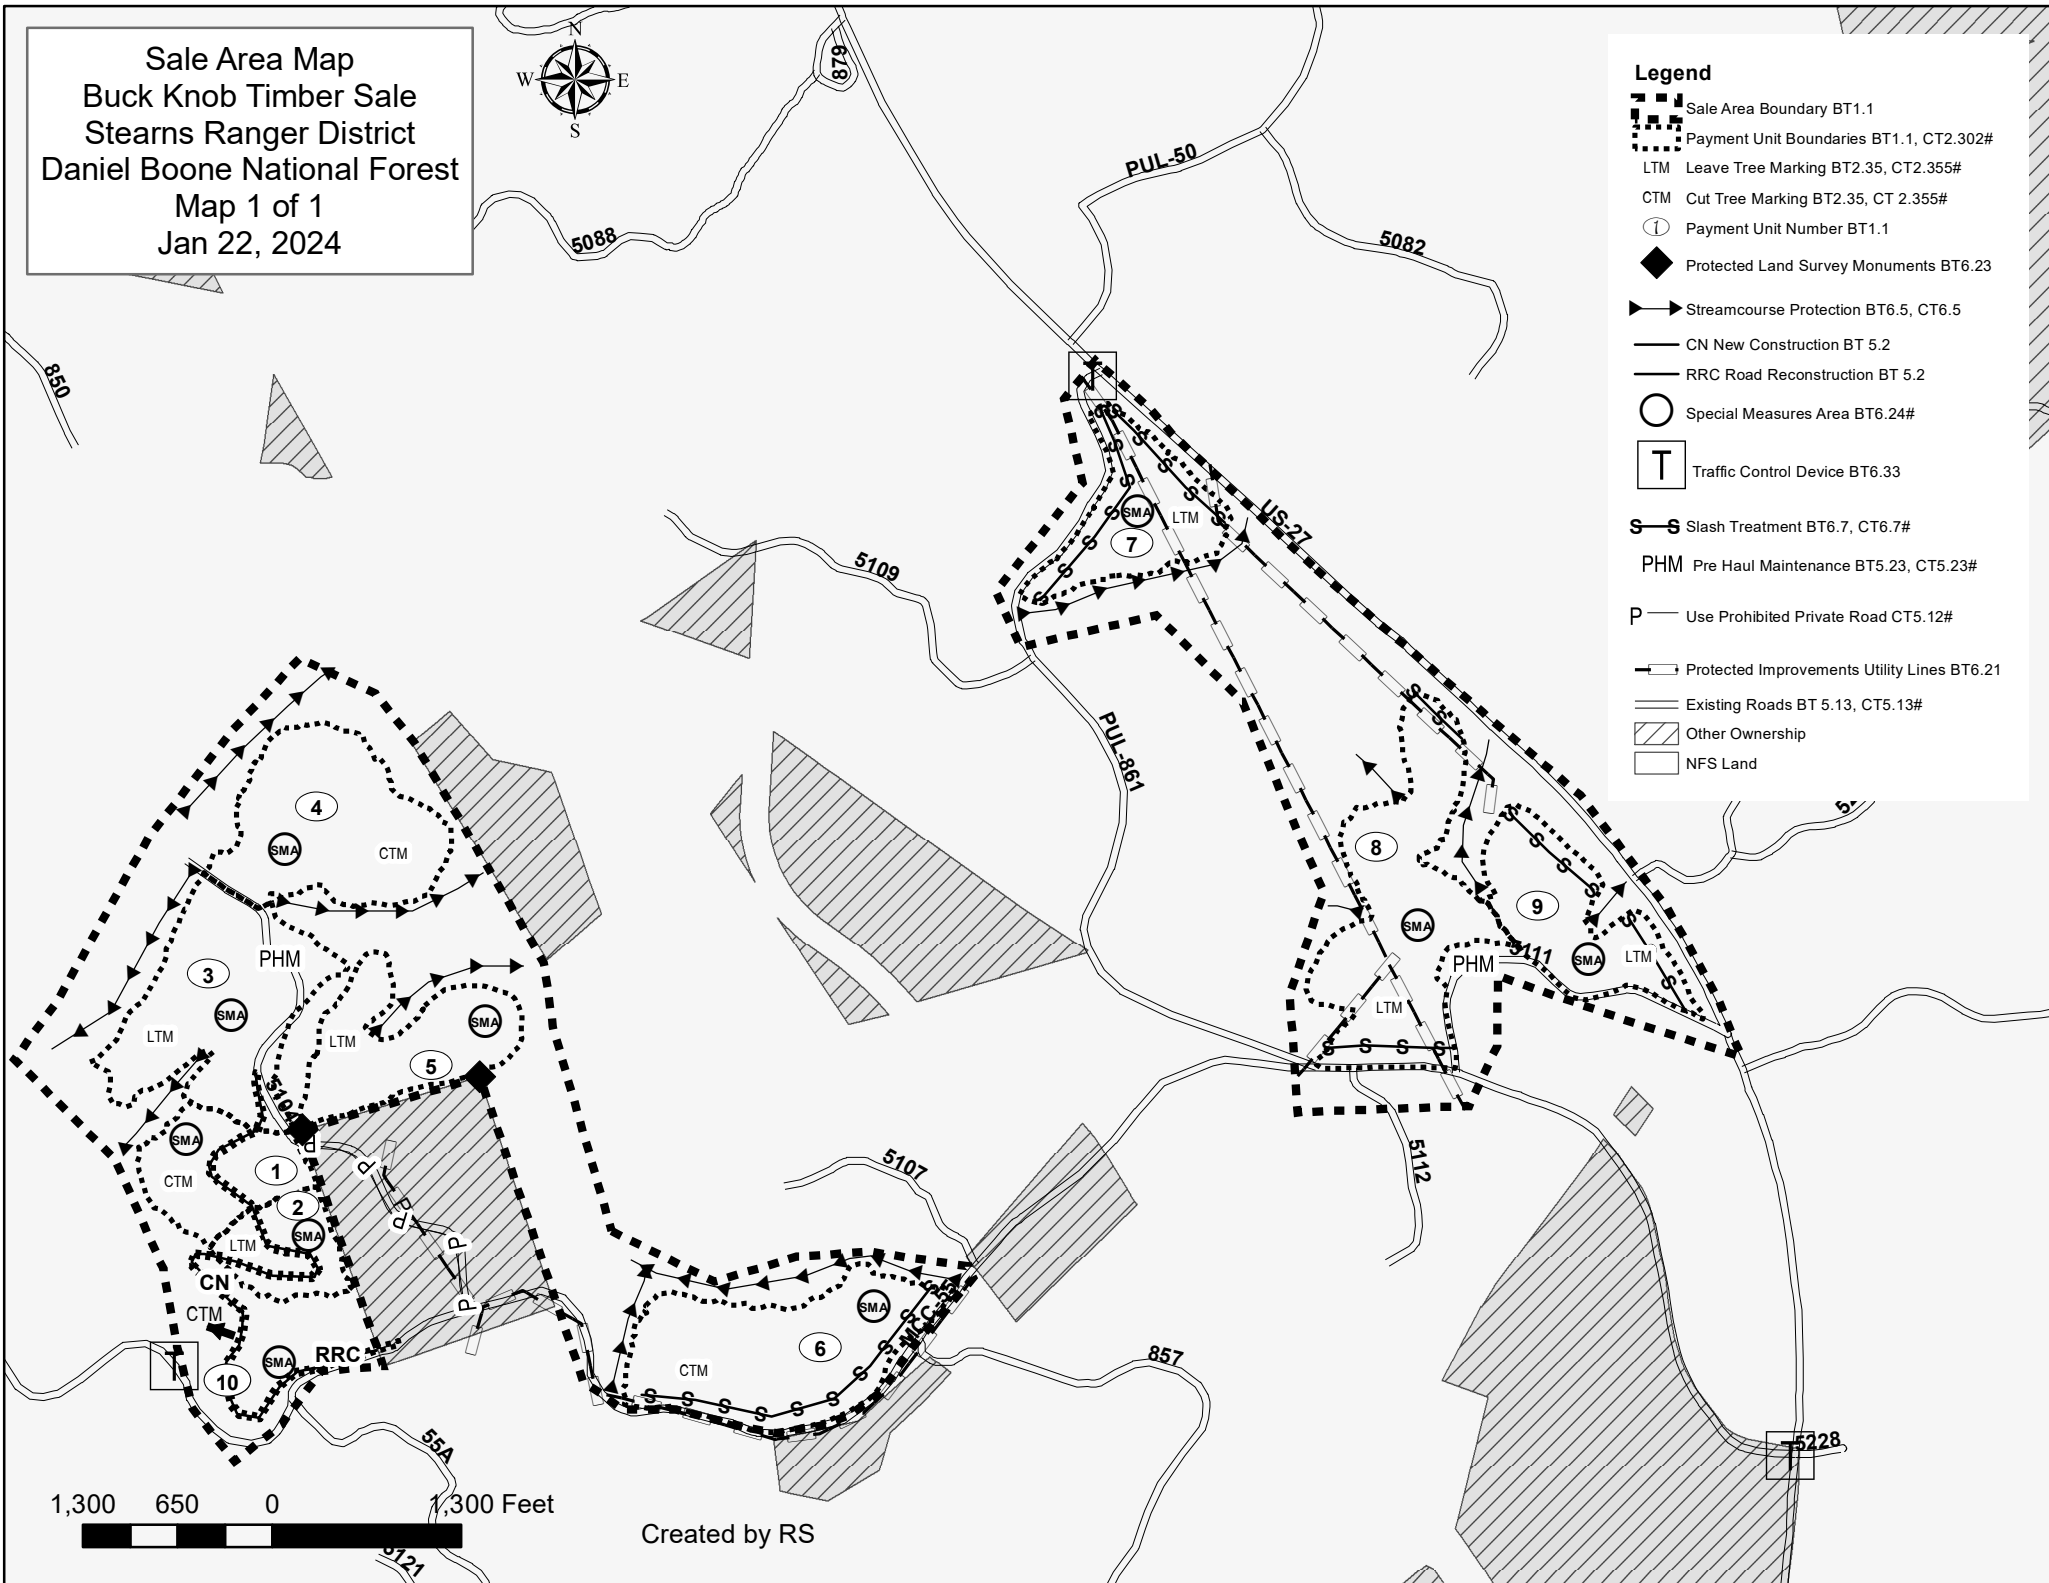 Sale Area Map
Buck Knob Timber Sale
Stearns Ranger District
Daniel Boone National Forest
Map 1 of 1
Jan 22, 2024
N
W E
S
Legend
Sale Area Boundary BT1.1
Payment Unit Boundaries BT1.1, CT2.302#
LTM Leave Tree Marking BT2.35, CT2.355#
CTM Cut Tree Marking BT2.35, CT 2.355#
1 Payment Unit Number BT1.1
Protected Land Survey Monuments BT6.23
Streamcourse Protection BT6.5, CT6.5
CN New Construction BT 5.2
RRC Road Reconstruction BT 5.2
Special Measures Area BT6.24#
T Traffic Control Device BT6.33
S S Slash Treatment BT6.7, CT6.7#
PHM Pre Haul Maintenance BT5.23, CT5.23#
P Use Prohibited Private Road CT5.12#
Protected Improvements Utility Lines BT6.21
Existing Roads BT 5.13, CT5.13#
Other Ownership
NFS Land
879
PUL-50
5088
5082
850
T
US-27
S S S S S S S S S S S S
SMA
LTM
7
5109
PUL-861
S S
8
SMA
LTM
PHM
5111
S S S S
9
SMA
LTM
S S
S S S S
5112
4
SMA
CTM
3
PHM
SMA
LTM
LTM
SMA
5
5104
SMA
1
CTM
2
SMA
LTM
CN
CTM
RRC
SMA
10
T
P
P
P
P
P
P
5107
SMA
6
CTM
MCC-55
S S S S S S S S S S
857
55A
5228
T
1,300 650 0 1,300 Feet
Created by RS
5121